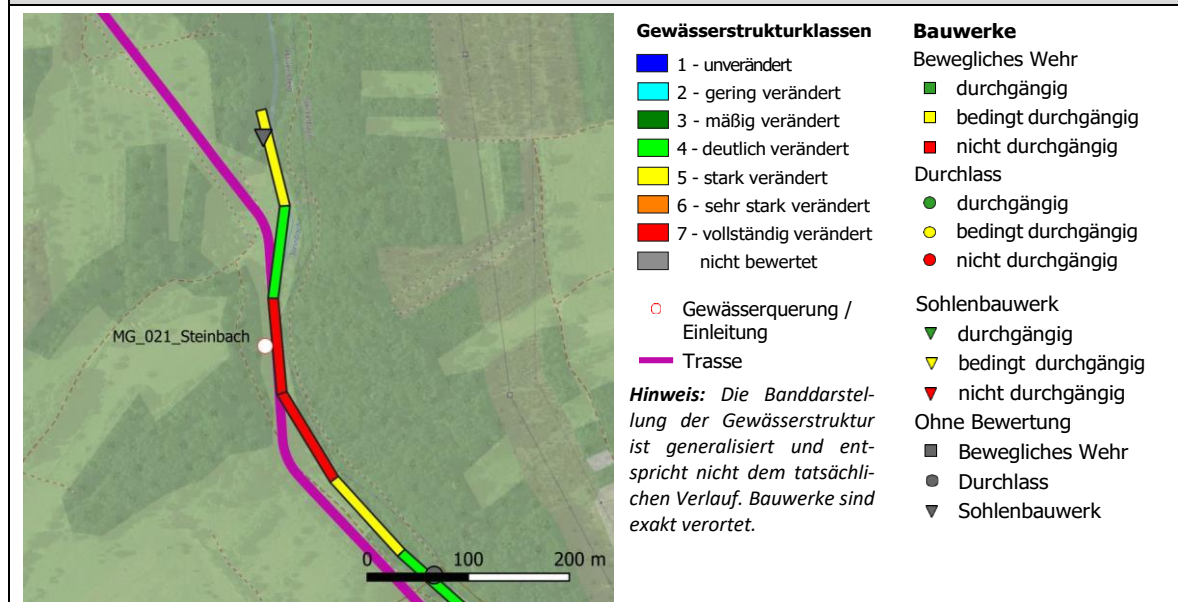 MG_021_Steinbach
0 100 200 m
Gewässerstrukturklassen
1 - unverändert
2 - gering verändert
3 - mäßig verändert
4 - deutlich verändert
5 - stark verändert
6 - sehr stark verändert
7 - vollständig verändert
nicht bewertet
Gewässerquerung /
Einleitung
Trasse
Hinweis: Die Banddarstel-
lung der Gewässerstruktur
ist generalisiert und ent-
spricht nicht dem tatsächli-
chen Verlauf. Bauwerke sind
exakt verortet.
Bauwerke
Bewegliches Wehr
durchgängig
bedingt durchgängig
nicht durchgängig
Durchlass
durchgängig
bedingt durchgängig
nicht durchgängig
Sohlenbauwerk
durchgängig
bedingt durchgängig
nicht durchgängig
Ohne Bewertung
Bewegliches Wehr
Durchlass
Sohlenbauwerk